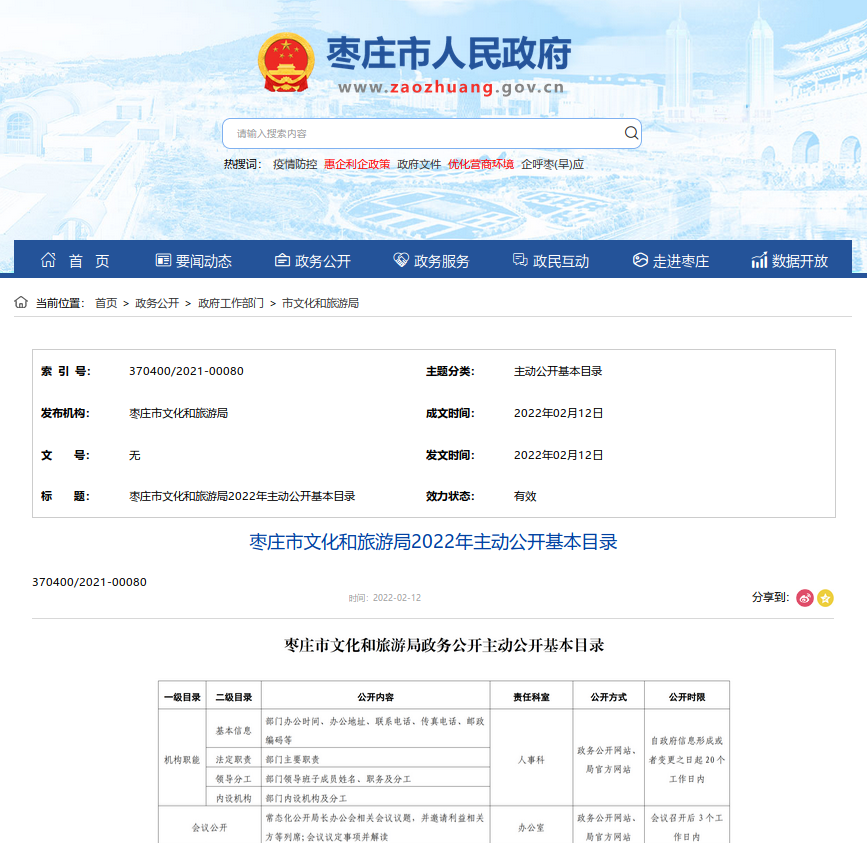 枣庄市人民政府
www.zaozhuang.gov.cn
请输入搜索内容
热搜词： 疫情防控 惠企利企政策 政府文件 优化营商环境 企呼枣(早)应
首 页 要闻动态 政务公开 政务服务 政民互动 走进枣庄 数据开放
当前位置： 首页 > 政务公开 > 政府工作部门 > 市文化和旅游局
索 引 号： 370400/2021-00080 主题分类： 主动公开基本目录
发布机构： 枣庄市文化和旅游局 成文时间： 2022年02月12日
文 号： 无 发文时间： 2022年02月12日
标 题： 枣庄市文化和旅游局2022年主动公开基本目录 效力状态： 有效
枣庄市文化和旅游局2022年主动公开基本目录
370400/2021-00080
时间：2022-02-12
分享到：
枣庄市文化和旅游局政务公开主动公开基本目录
一级目录 二级目录 公开内容 责任科室 公开方式 公开时限
机构职能
基本信息
部门办公时间、办公地址、联系电话、传真电话、邮政
编码等
法定职责 部门主要职责
领导分工 部门领导班子成员姓名、职务及分工
内设机构 部门内设机构及分工
人事科
政务公开网站、
局官方网站
自政府信息形成或
者变更之日起 20 个
工作日内
会议公开
常态化公开局长办公会相关会议议题，并邀请利益相关
方等列席；会议议定事项并解读
办公室
政务公开网站、
局官方网站
会议召开后 3 个工
作日内